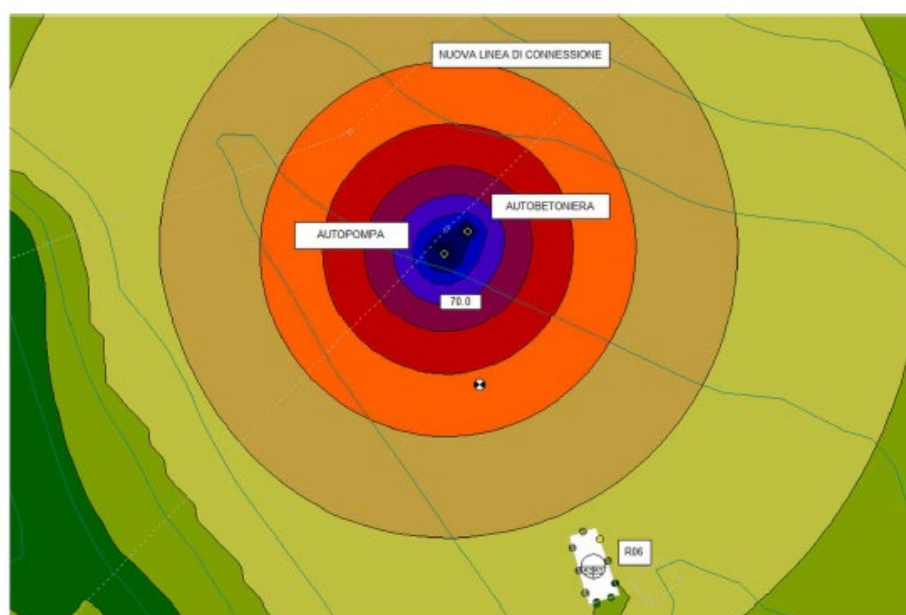 NUOVA LINEA DI CONNESSIONE
AUTOBETONIERA
AUTOPOMPA
70.0
R06